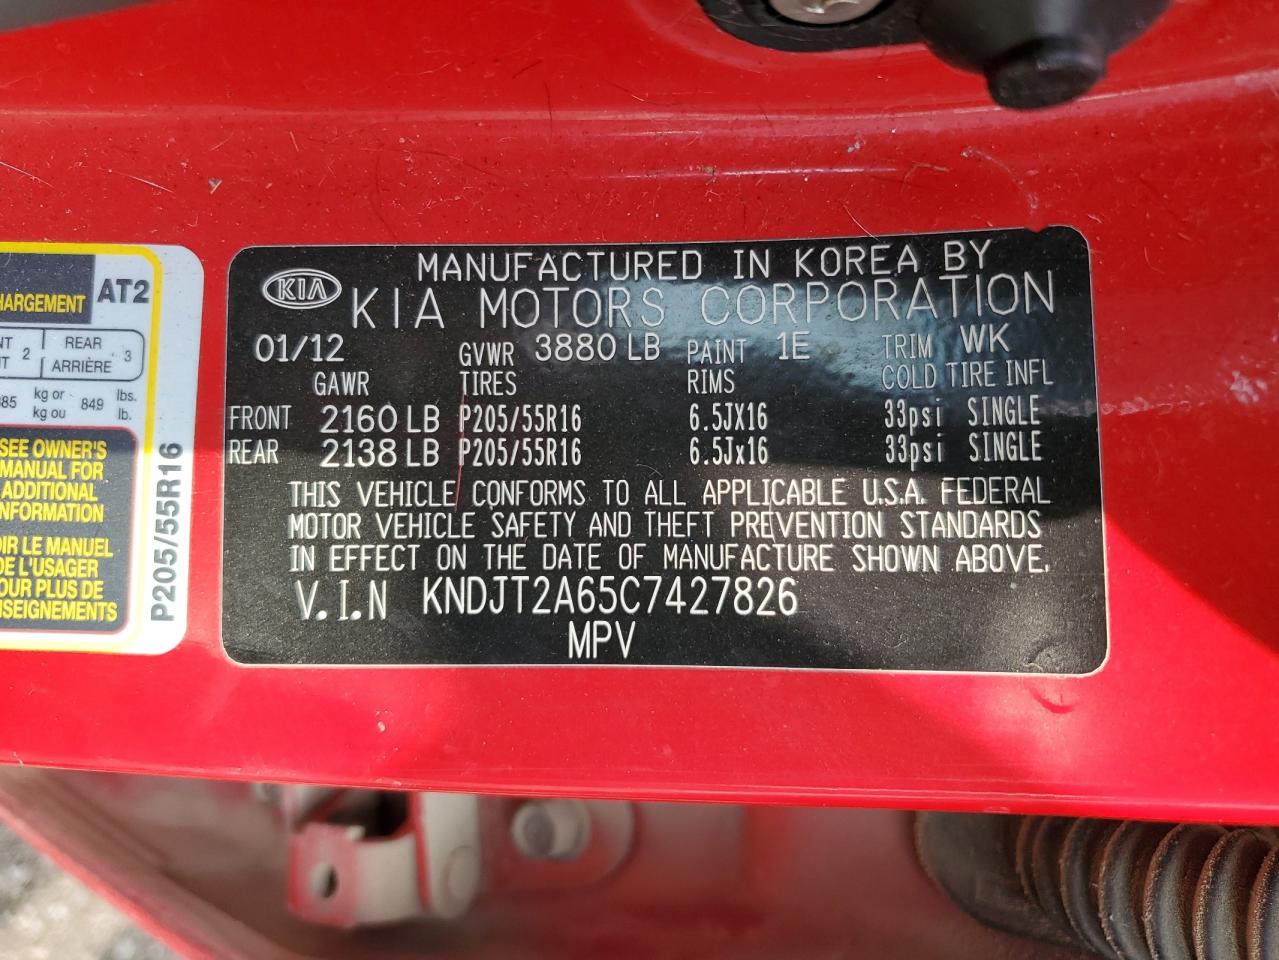 HARGEMENT AT2
2 REAR 3
ARRIÈRE
kg or 849 lbs.
kg ou lb.
SEE OWNER'S
MANUAL FOR
ADDITIONAL
NFORMATION
OIR LE MANUEL
DE L'USAGER
POUR PLUS DE
NSEIGNEMENTS
P205/55R16
KIA
MANUFACTURED IN KOREA BY
KIA MOTORS CORPORATION
01/12 GVWR 3880 LB PAINT 1E TRIM WK
GAWR TIRES RIMS COLD TIRE INFL
FRONT 2160 LB P205/55R16 6.5JX16 33psi SINGLE
REAR 2138 LB P205/55R16 6.5Jx16 33psi SINGLE
THIS VEHICLE CONFORMS TO ALL APPLICABLE U.S.A. FEDERAL
MOTOR VEHICLE SAFETY AND THEFT PREVENTION STANDARDS
IN EFFECT ON THE DATE OF MANUFACTURE SHOWN ABOVE.
V.I.N KNDJT2A65C7427826
MPV